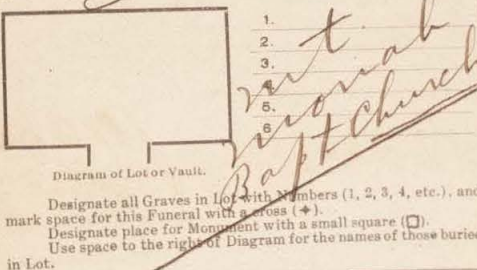 1.
2.
3.
4.
5.
6
mt
moriah
Bapt Church
Diagram of Lot or Vault.
Designate all Graves in Lot with Numbers (1, 2, 3, 4, etc.), and
mark space for this Funeral with a cross (+).
Designate place for Monument with a small square (□).
Use space to the right of Diagram for the names of those buried
in Lot.